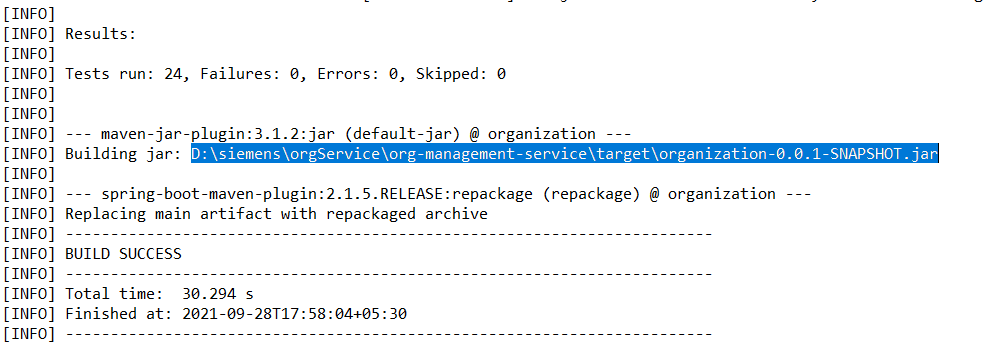 [INFO]
[INFO] Results:
[INFO]
[INFO] Tests run: 24, Failures: 0, Errors: 0, Skipped: 0
[INFO]
[INFO]
[INFO] --- maven-jar-plugin:3.1.2:jar (default-jar) @ organization ---
[INFO] Building jar: D:\siemens\orgService\org-management-service\target\organization-0.0.1-SNAPSHOT.jar
[INFO]
[INFO] --- spring-boot-maven-plugin:2.1.5.RELEASE:repackage (repackage) @ organization ---
[INFO] Replacing main artifact with repackaged archive
[INFO] ------------------------------------------------------------------------
[INFO] BUILD SUCCESS
[INFO] ------------------------------------------------------------------------
[INFO] Total time:  30.294 s
[INFO] Finished at: 2021-09-28T17:58:04+05:30
[INFO] ------------------------------------------------------------------------